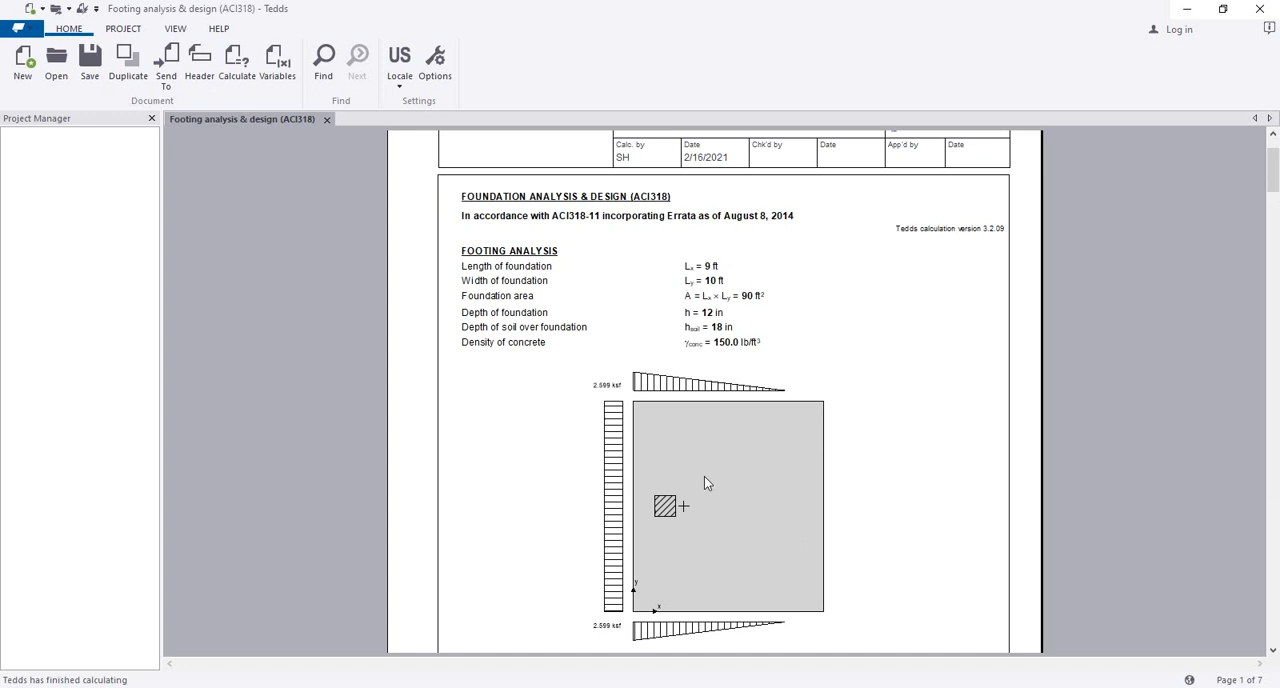 Footing analysis & design (ACI318) - Tedds
HOME PROJECT VIEW HELP
Log in
New Open Save Duplicate Send To Header Calculate Variables
Find Next
US
Locale Options
Document Find Settings
Project Manager
Footing analysis & design (ACI318)
Calc. by Date Chk'd by Date App'd by Date
SH 2/16/2021
FOUNDATION ANALYSIS & DESIGN (ACI318)
In accordance with ACI318-11 incorporating Errata as of August 8, 2014
Tedds calculation version 3.2.09
FOOTING ANALYSIS
Length of foundation Lx = 9 ft
Width of foundation Ly = 10 ft
Foundation area A = Lx × Ly = 90 ft²
Depth of foundation h = 12 in
Depth of soil over foundation hsoil = 18 in
Density of concrete γconc = 150.0 lb/ft³
2.599 ksf
y
x
2.599 ksf
Tedds has finished calculating
Page 1 of 7